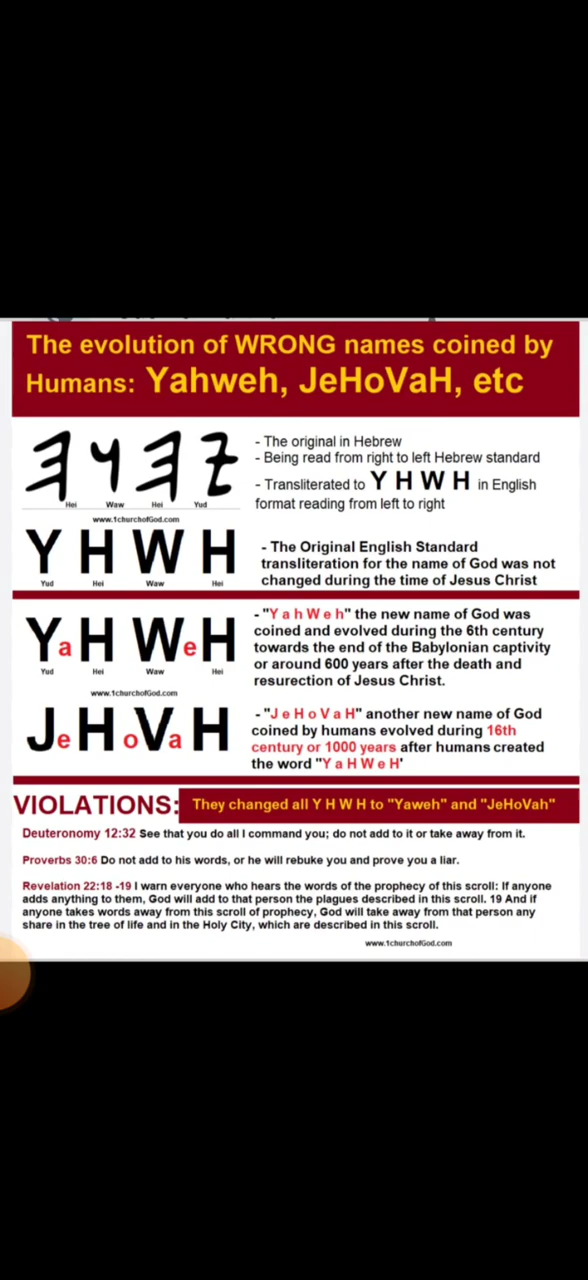 The evolution of WRONG names coined by
Humans: Yahweh, JeHoVaH, etc
𐤄𐤅𐤄𐤉
Hei Waw Hei Yud
- The original in Hebrew
- Being read from right to left Hebrew standard
- Transliterated to Y H W H in English
format reading from left to right
www.1churchofGod.com
Y H W H
Yud Hei Waw Hei
- The Original English Standard
transliteration for the name of God was not
changed during the time of Jesus Christ
YaHWeH
Yud Hei Waw Hei
- "Y a h W e h" the new name of God was
coined and evolved during the 6th century
towards the end of the Babylonian captivity
or around 600 years after the death and
resurection of Jesus Christ.
www.1churchofGod.com
JeHoVaH
- "J e H o V a H" another new name of God
coined by humans evolved during 16th
century or 1000 years after humans created
the word "Y a H W e H'
VIOLATIONS: They changed all Y H W H to "Yaweh" and "JeHoVah"
Deuteronomy 12:32 See that you do all I command you; do not add to it or take away from it.
Proverbs 30:6 Do not add to his words, or he will rebuke you and prove you a liar.
Revelation 22:18 -19 I warn everyone who hears the words of the prophecy of this scroll: If anyone
adds anything to them, God will add to that person the plagues described in this scroll. 19 And if
anyone takes words away from this scroll of prophecy, God will take away from that person any
share in the tree of life and in the Holy City, which are described in this scroll.
www.1churchofGod.com